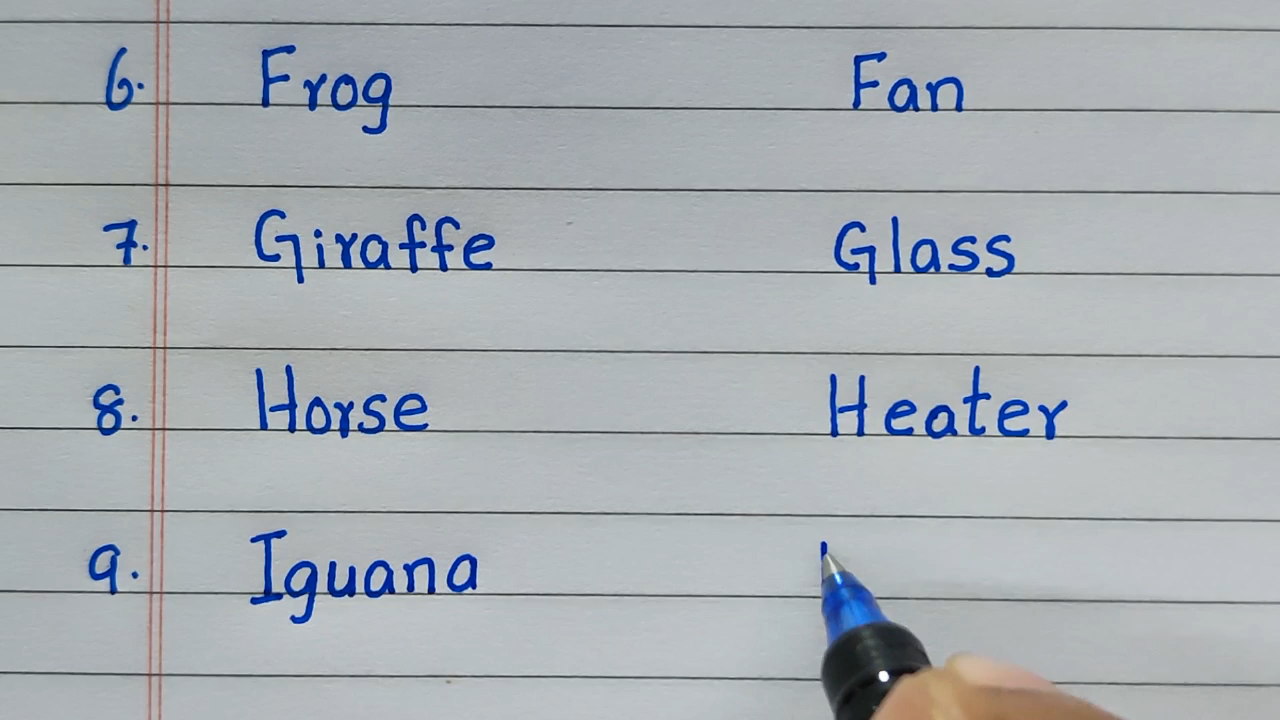 6. Frog Fan
7. Giraffe Glass
8. Horse Heater
9. Iguana